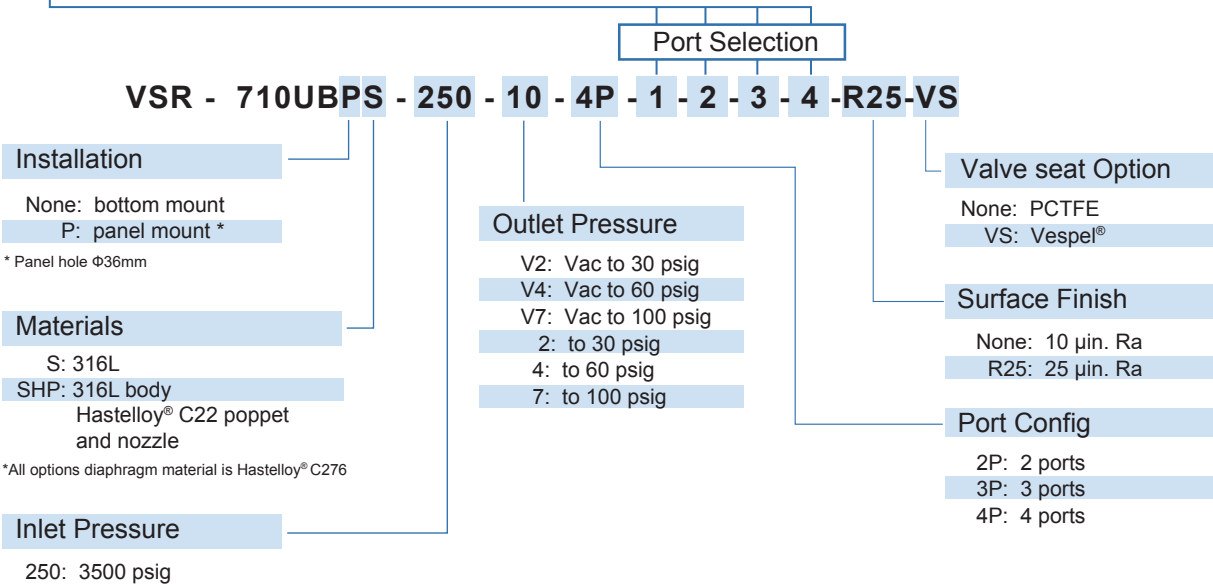 Port Selection
VSR - 710UBPS - 250 - 10 - 4P - 1 - 2 - 3 - 4 -R25-VS
Installation
None: bottom mount
P: panel mount *
* Panel hole Φ36mm
Materials
S: 316L
SHP: 316L body
Hastelloy® C22 poppet
and nozzle
*All options diaphragm material is Hastelloy® C276
Inlet Pressure
250: 3500 psig
Outlet Pressure
V2: Vac to 30 psig
V4: Vac to 60 psig
V7: Vac to 100 psig
2: to 30 psig
4: to 60 psig
7: to 100 psig
Valve seat Option
None: PCTFE
VS: Vespel®
Surface Finish
None: 10 µin. Ra
R25: 25 µin. Ra
Port Config
2P: 2 ports
3P: 3 ports
4P: 4 ports